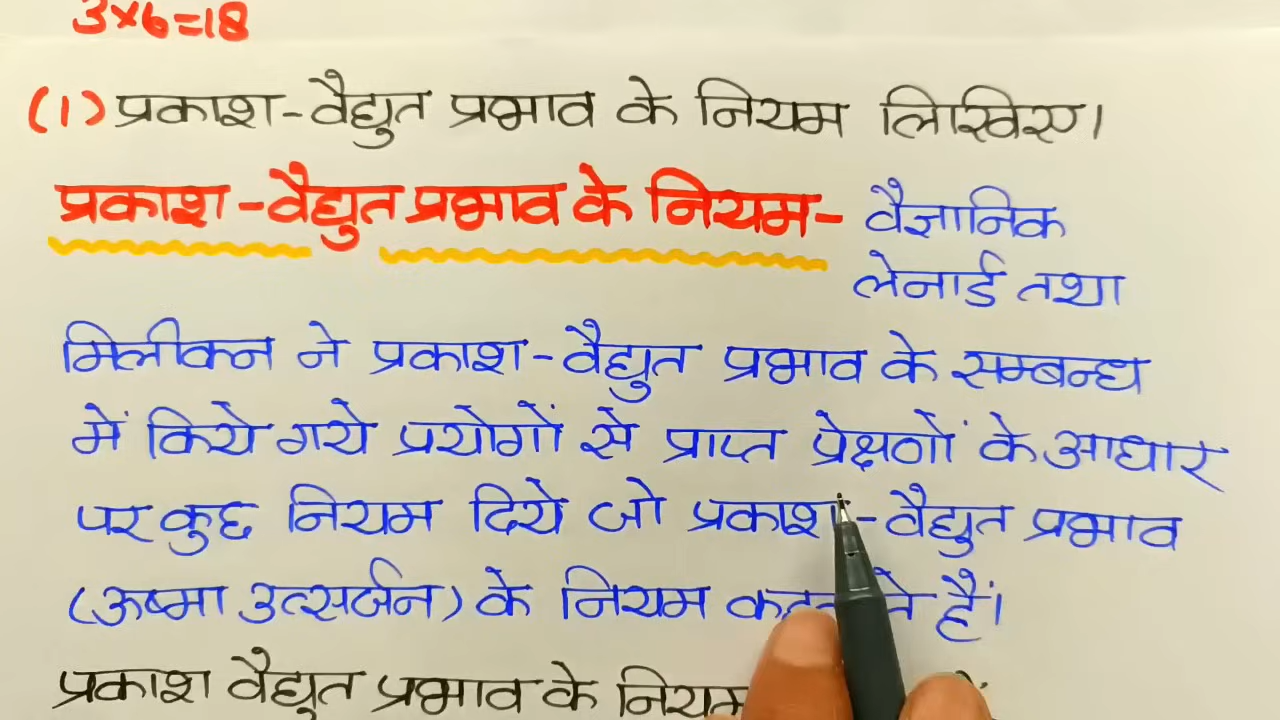 3×6=18
(1) प्रकाश-वैद्युत प्रभाव के नियम लिखिए।
प्रकाश-वैद्युत प्रभाव के नियम- वैज्ञानिक
लेनार्ड तथा
मिलीकन ने प्रकाश-वैद्युत प्रभाव के सम्बन्ध
में किये गये प्रयोगों से प्राप्त प्रेक्षणों के आधार
पर कुछ नियम दिये जो प्रकाश-वैद्युत प्रभाव
(ऊष्मा उत्सर्जन) के नियम हैं।
प्रकाश वैद्युत प्रभाव के नियम